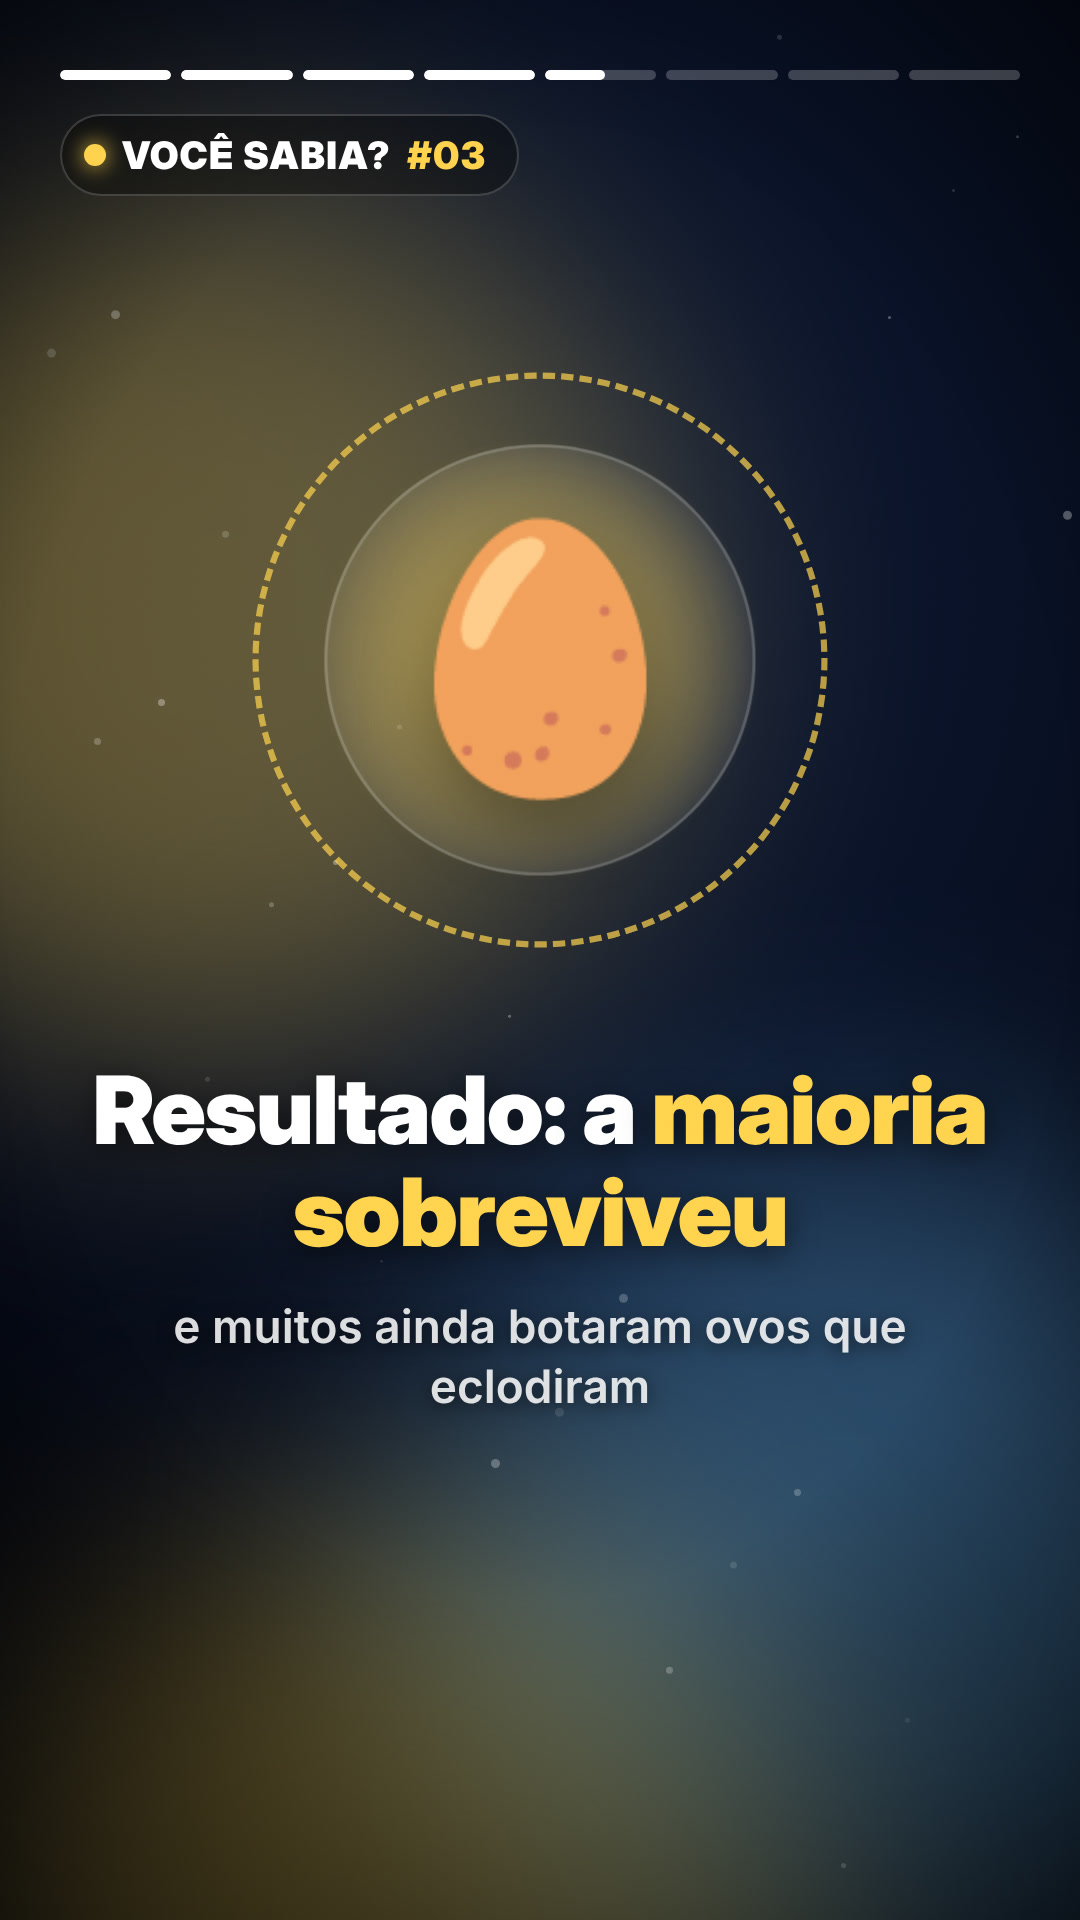 VOCÊ SABIA? #03
Resultado: a maioria
sobreviveu
e muitos ainda botaram ovos que
eclodiram